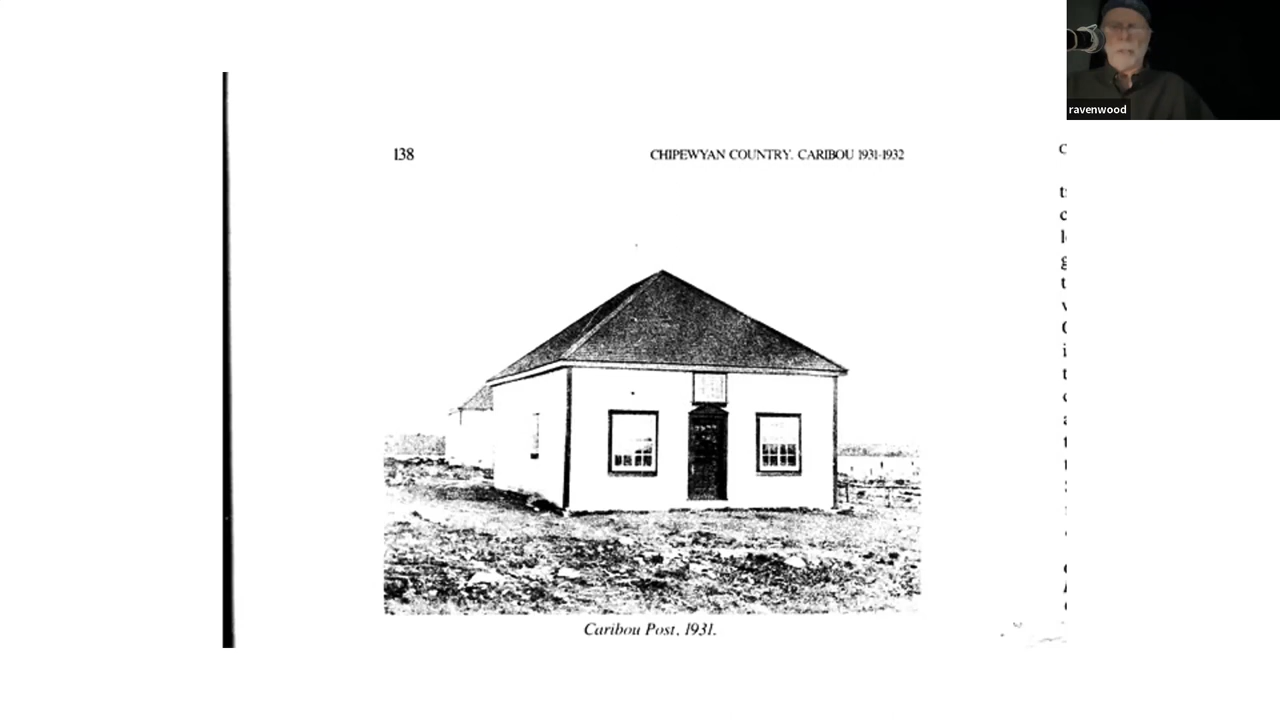 ravenwood
138
CHIPEWYAN COUNTRY. CARIBOU 1931-1932
Caribou Post, 1931.